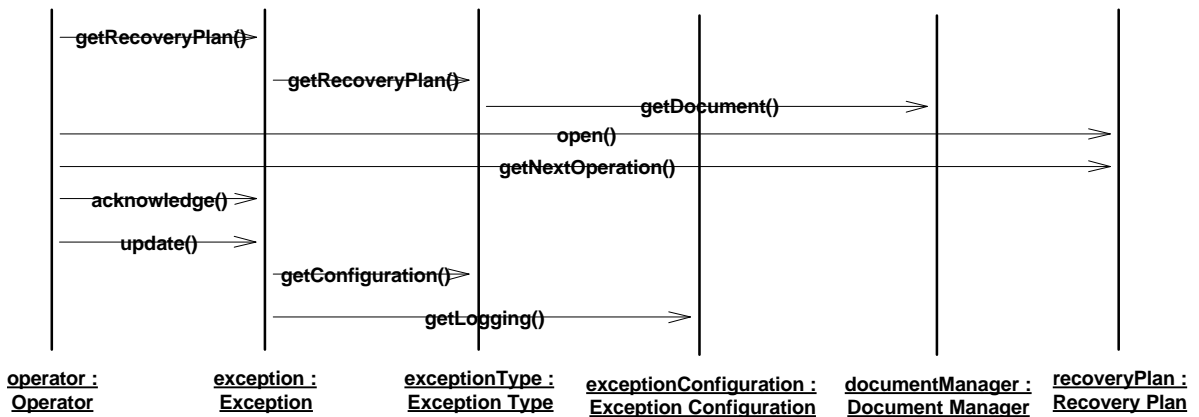 getRecoveryPlan()
getRecoveryPlan()
getDocument()
open()
getNextOperation()
acknowledge()
update()
getConfiguration()
getLogging()
operator :
Operator
exception :
Exception
exceptionType :
Exception Type
exceptionConfiguration :
Exception Configuration
documentManager :
Document Manager
recoveryPlan :
Recovery Plan